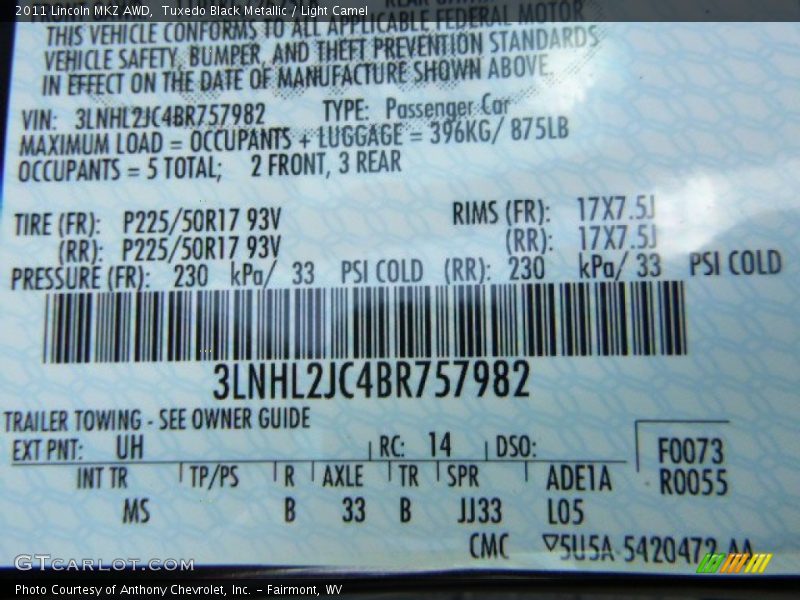 2011 Lincoln MKZ AWD, Tuxedo Black Metallic / Light Camel
THIS VEHICLE CONFORMS TO ALL APPLICABLE FEDERAL MOTOR
VEHICLE SAFETY, BUMPER, AND THEFT PREVENTION STANDARDS
IN EFFECT ON THE DATE OF MANUFACTURE SHOWN ABOVE.
VIN: 3LNHL2JC4BR757982 TYPE: Passenger Car
MAXIMUM LOAD = OCCUPANTS + LUGGAGE = 396KG/ 875LB
OCCUPANTS = 5 TOTAL; 2 FRONT, 3 REAR
TIRE (FR): P225/50R17 93V RIMS (FR): 17X7.5J
(RR): P225/50R17 93V (RR): 17X7.5J
PRESSURE (FR): 230 kPa/ 33 PSI COLD (RR): 230 kPa/ 33 PSI COLD
3LNHL2JC4BR757982
TRAILER TOWING - SEE OWNER GUIDE
EXT PNT: UH RC: 14 DSO: F0073
INT TR TP/PS R AXLE TR SPR ADE1A R0055
MS B 33 B JJ33 L05
CMC ▽5U5A-5420472-AA
GTCARLOT.COM
Photo Courtesy of Anthony Chevrolet, Inc. – Fairmont, WV